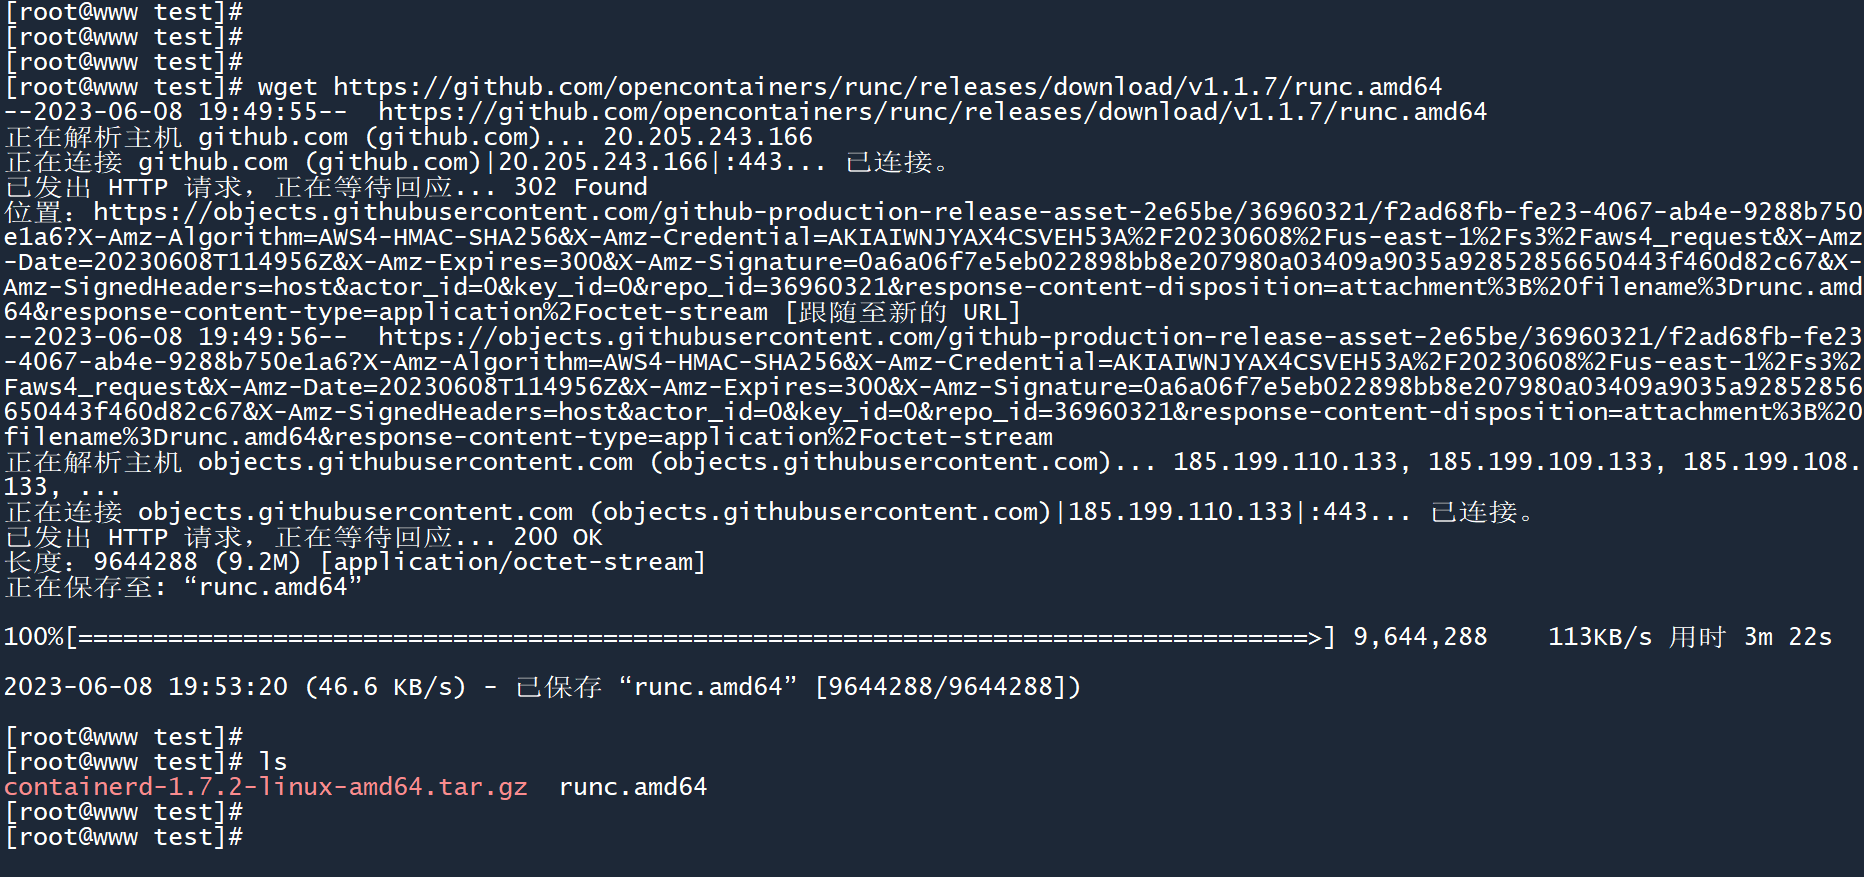 [root@www test]#
[root@www test]#
[root@www test]#
[root@www test]# wget https://github.com/opencontainers/runc/releases/download/v1.1.7/runc.amd64
--2023-06-08 19:49:55--  https://github.com/opencontainers/runc/releases/download/v1.1.7/runc.amd64
正在解析主机 github.com (github.com)... 20.205.243.166
正在连接 github.com (github.com)|20.205.243.166|:443... 已连接。
已发出 HTTP 请求，正在等待回应... 302 Found
位置：https://objects.githubusercontent.com/github-production-release-asset-2e65be/36960321/f2ad68fb-fe23-4067-ab4e-9288b750
e1a6?X-Amz-Algorithm=AWS4-HMAC-SHA256&X-Amz-Credential=AKIAIWNJYAX4CSVEH53A%2F20230608%2Fus-east-1%2Fs3%2Faws4_request&X-Amz
-Date=20230608T114956Z&X-Amz-Expires=300&X-Amz-Signature=0a6a06f7e5eb022898bb8e207980a03409a9035a92852856650443f460d82c67&X-
Amz-SignedHeaders=host&actor_id=0&key_id=0&repo_id=36960321&response-content-disposition=attachment%3B%20filename%3Drunc.amd
64&response-content-type=application%2Foctet-stream [跟随至新的 URL]
--2023-06-08 19:49:56--  https://objects.githubusercontent.com/github-production-release-asset-2e65be/36960321/f2ad68fb-fe23
-4067-ab4e-9288b750e1a6?X-Amz-Algorithm=AWS4-HMAC-SHA256&X-Amz-Credential=AKIAIWNJYAX4CSVEH53A%2F20230608%2Fus-east-1%2Fs3%2
Faws4_request&X-Amz-Date=20230608T114956Z&X-Amz-Expires=300&X-Amz-Signature=0a6a06f7e5eb022898bb8e207980a03409a9035a92852856
650443f460d82c67&X-Amz-SignedHeaders=host&actor_id=0&key_id=0&repo_id=36960321&response-content-disposition=attachment%3B%20
filename%3Drunc.amd64&response-content-type=application%2Foctet-stream
正在解析主机 objects.githubusercontent.com (objects.githubusercontent.com)... 185.199.110.133, 185.199.109.133, 185.199.108.
133, ...
正在连接 objects.githubusercontent.com (objects.githubusercontent.com)|185.199.110.133|:443... 已连接。
已发出 HTTP 请求，正在等待回应... 200 OK
长度：9644288 (9.2M) [application/octet-stream]
正在保存至: “runc.amd64”
100%[==================================================================================>] 9,644,288    113KB/s 用时 3m 22s
2023-06-08 19:53:20 (46.6 KB/s) - 已保存 “runc.amd64” [9644288/9644288])
[root@www test]#
[root@www test]# ls
containerd-1.7.2-linux-amd64.tar.gz  runc.amd64
[root@www test]#
[root@www test]#